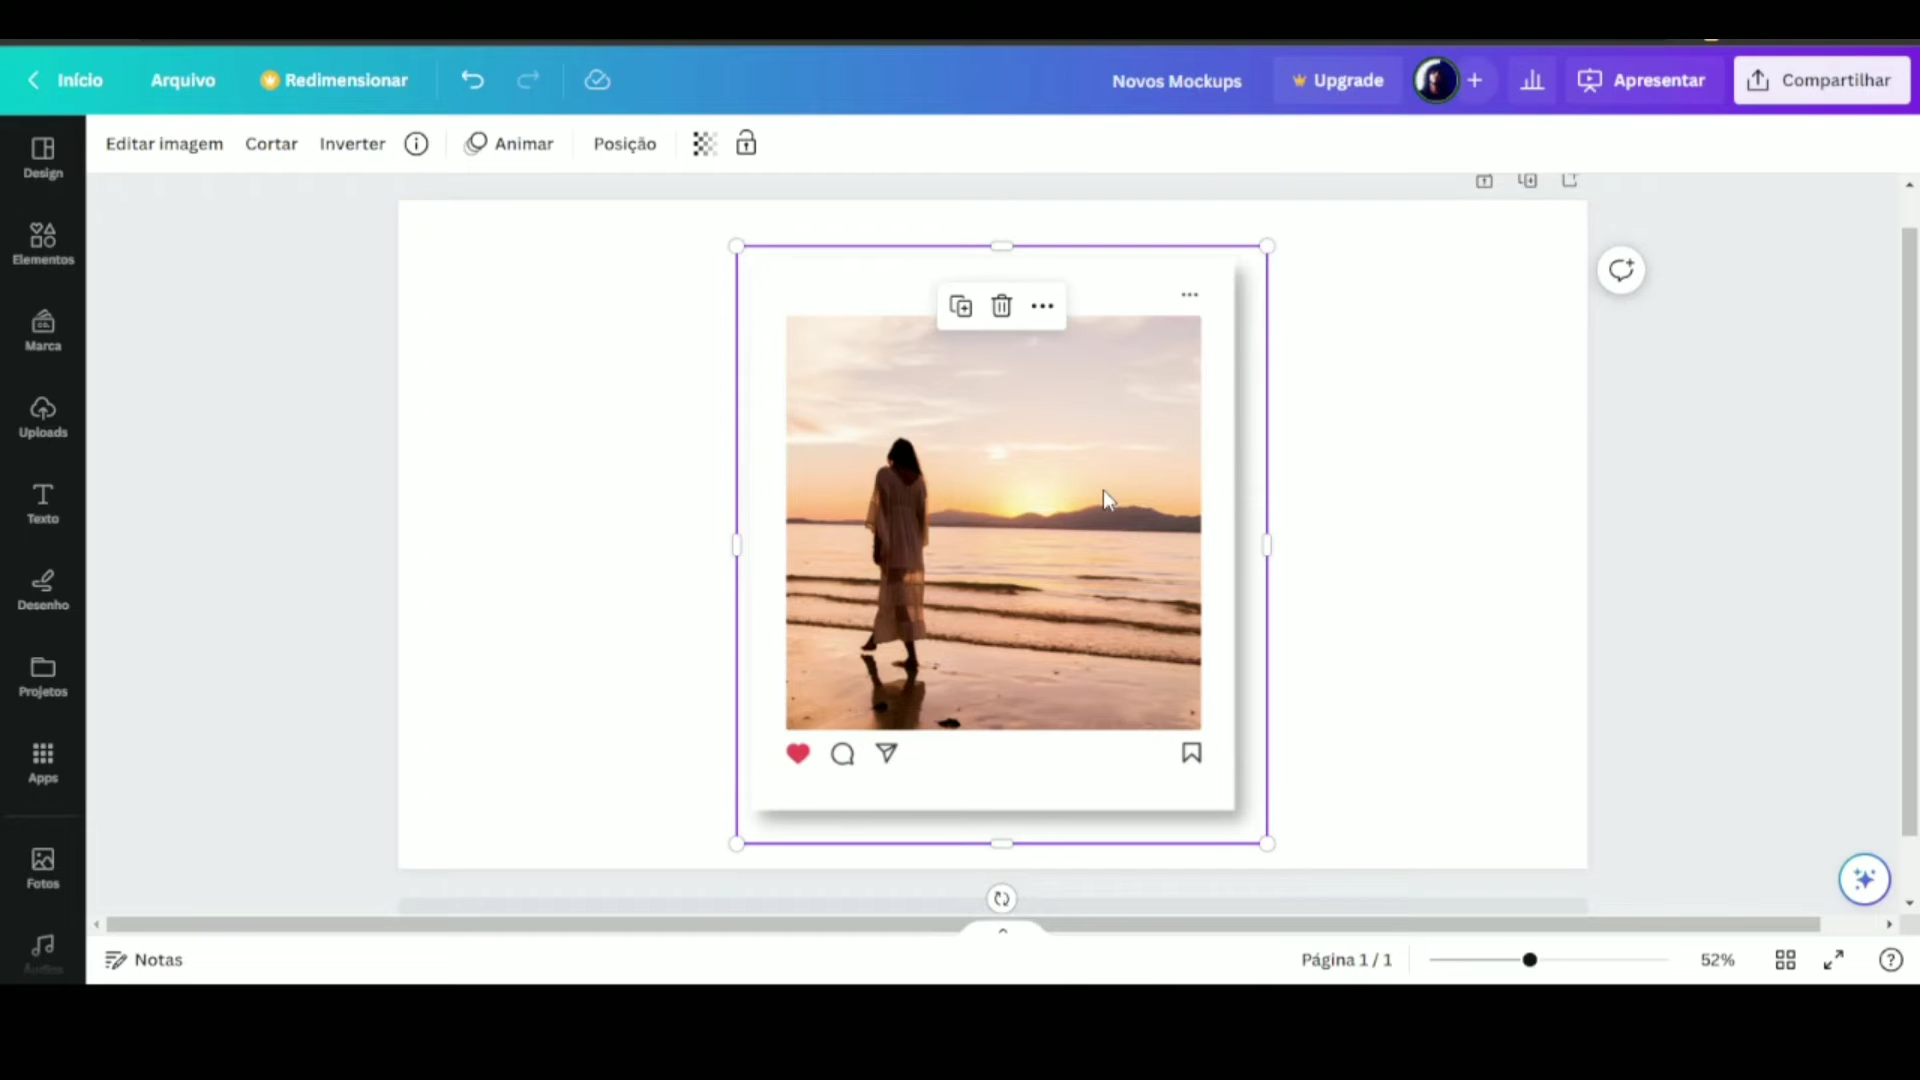 Início Arquivo Redimensionar Novos Mockups Upgrade Apresentar Compartilhar
Editar imagem Cortar Inverter Animar Posição
Design
Elementos
Marca
Uploads
Texto
Desenho
Projetos
Apps
Fotos
Áudios
Notas Página 1 / 1 52%